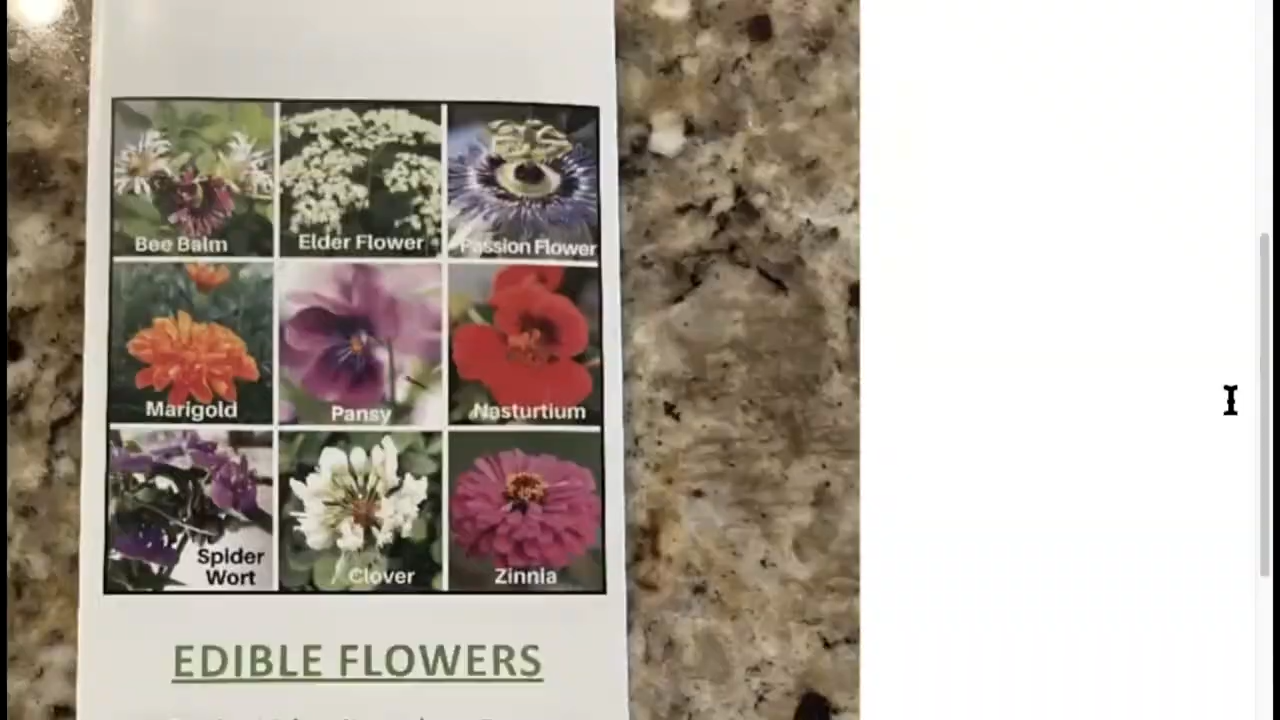 Bee Balm
Elder Flower
Passion Flower
Marigold
Pansy
Nasturtium
Spider
Wort
Clover
Zinnia
EDIBLE FLOWERS